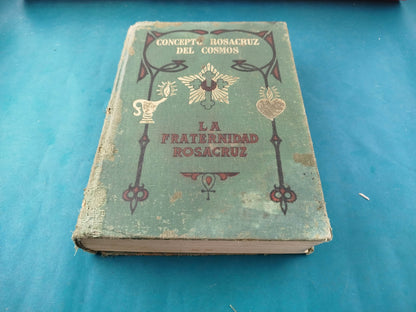 CONCEPTO ROSACRUZ
DEL COSMOS
LA
FRATERNIDAD
ROSACRUZ